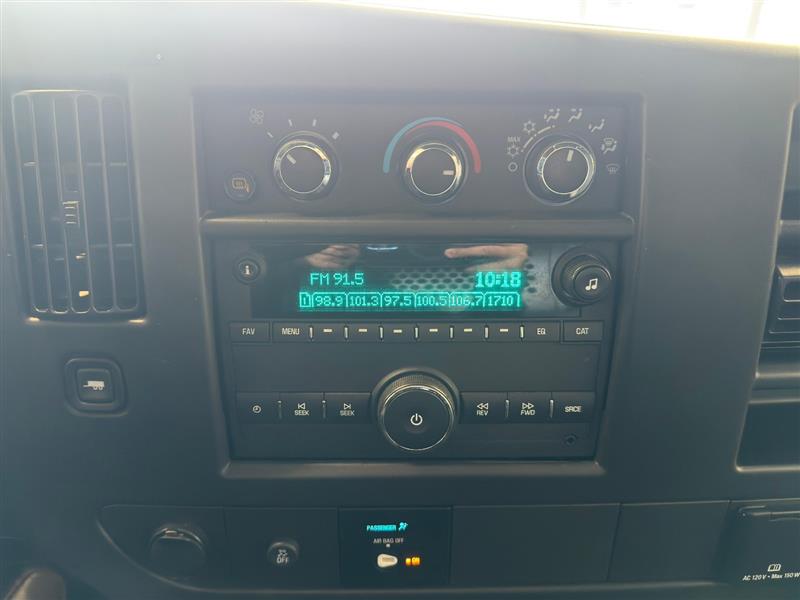 MAX
FM 91.5 10:18
1 98.9 101.3 97.5 100.5 106.7 1710
FAV MENU EQ CAT
SEEK SEEK REV FWD SRCE
PASSENGER
AIR BAG OFF
ON
OFF
AC 120 V • Max 150 W